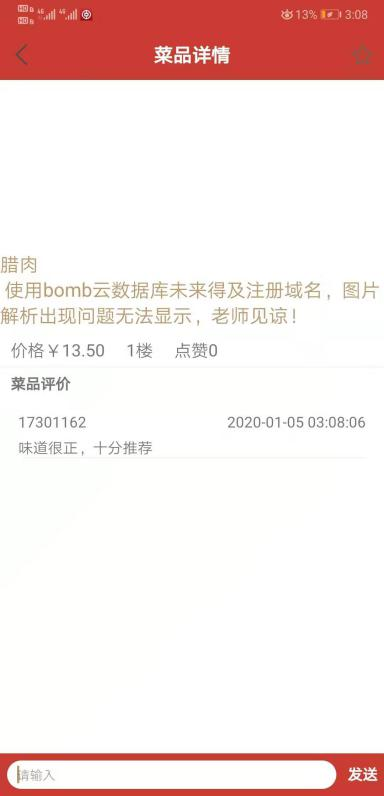 13% 3:08
菜品详情
腊肉
使用bomb云数据库未来得及注册域名，图片
解析出现问题无法显示，老师见谅！
价格￥13.50 1楼 点赞0
菜品评价
17301162 2020-01-05 03:08:06
味道很正，十分推荐
请输入 发送